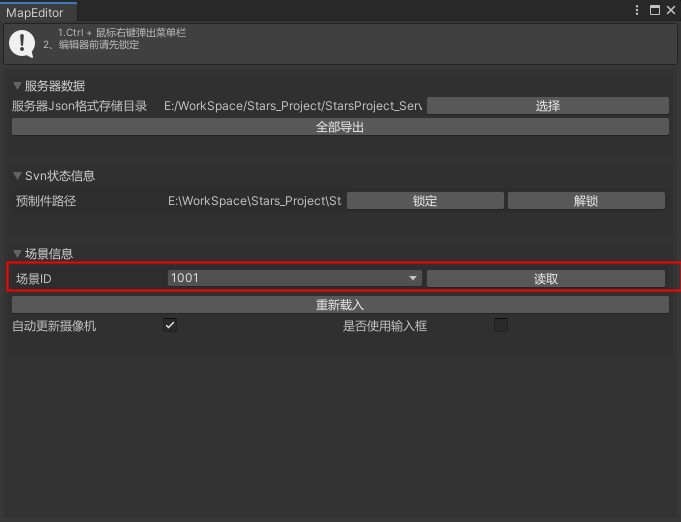 MapEditor
1.Ctrl + 鼠标右键弹出菜单栏
2、编辑器前请先锁定
服务器数据
服务器Json格式存储目录 E:/WorkSpace/Stars_Project/StarsProject_Serv 选择
全部导出
Svn状态信息
预制件路径 E:\WorkSpace\Stars_Project\St 锁定 解锁
场景信息
场景ID 1001 读取
重新载入
自动更新摄像机 是否使用输入框